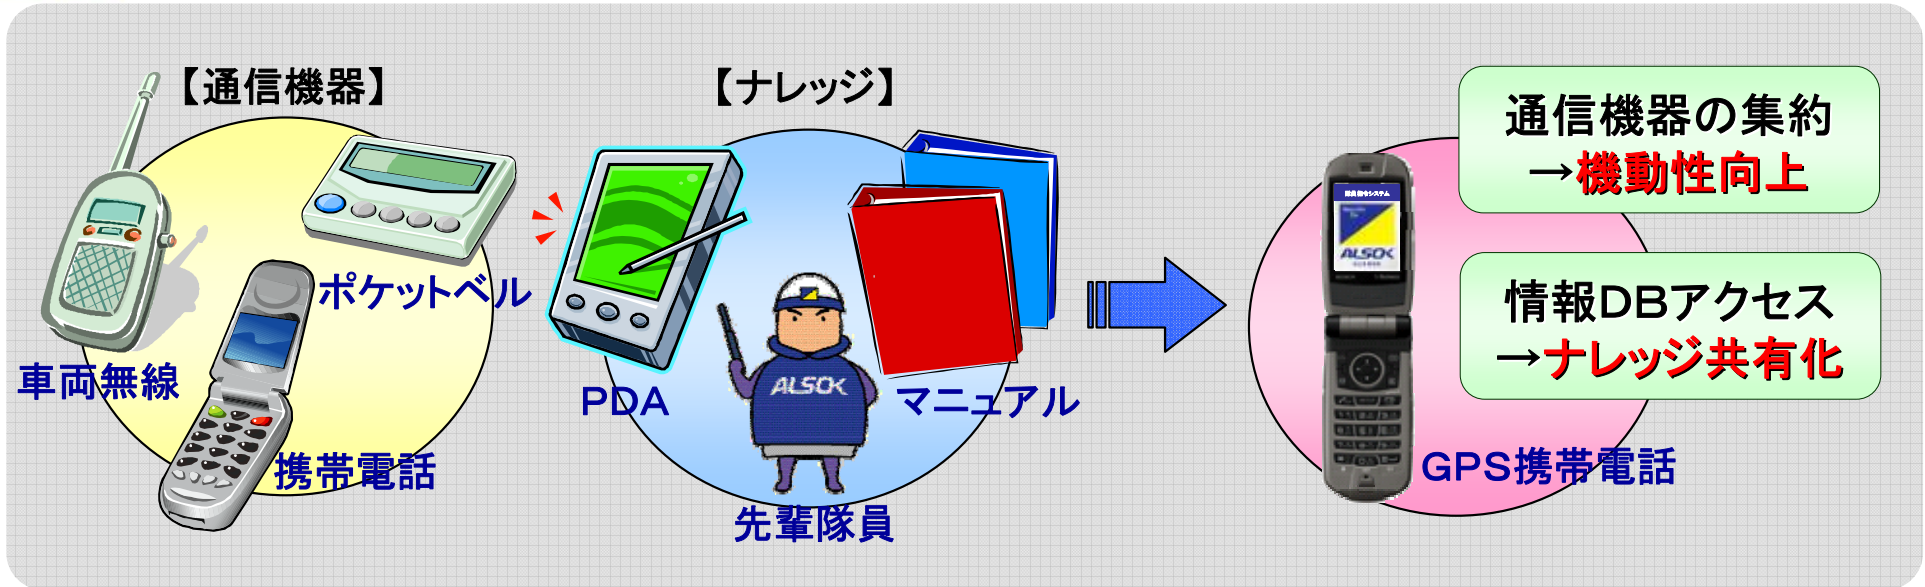 【通信機器】
ポケットベル
車両無線
携帯電話
【ナレッジ】
PDA
ALSOK
マニュアル
先輩隊員
通信機器の集約
→機動性向上
情報DBアクセス
→ナレッジ共有化
ALSOK
GPS携帯電話